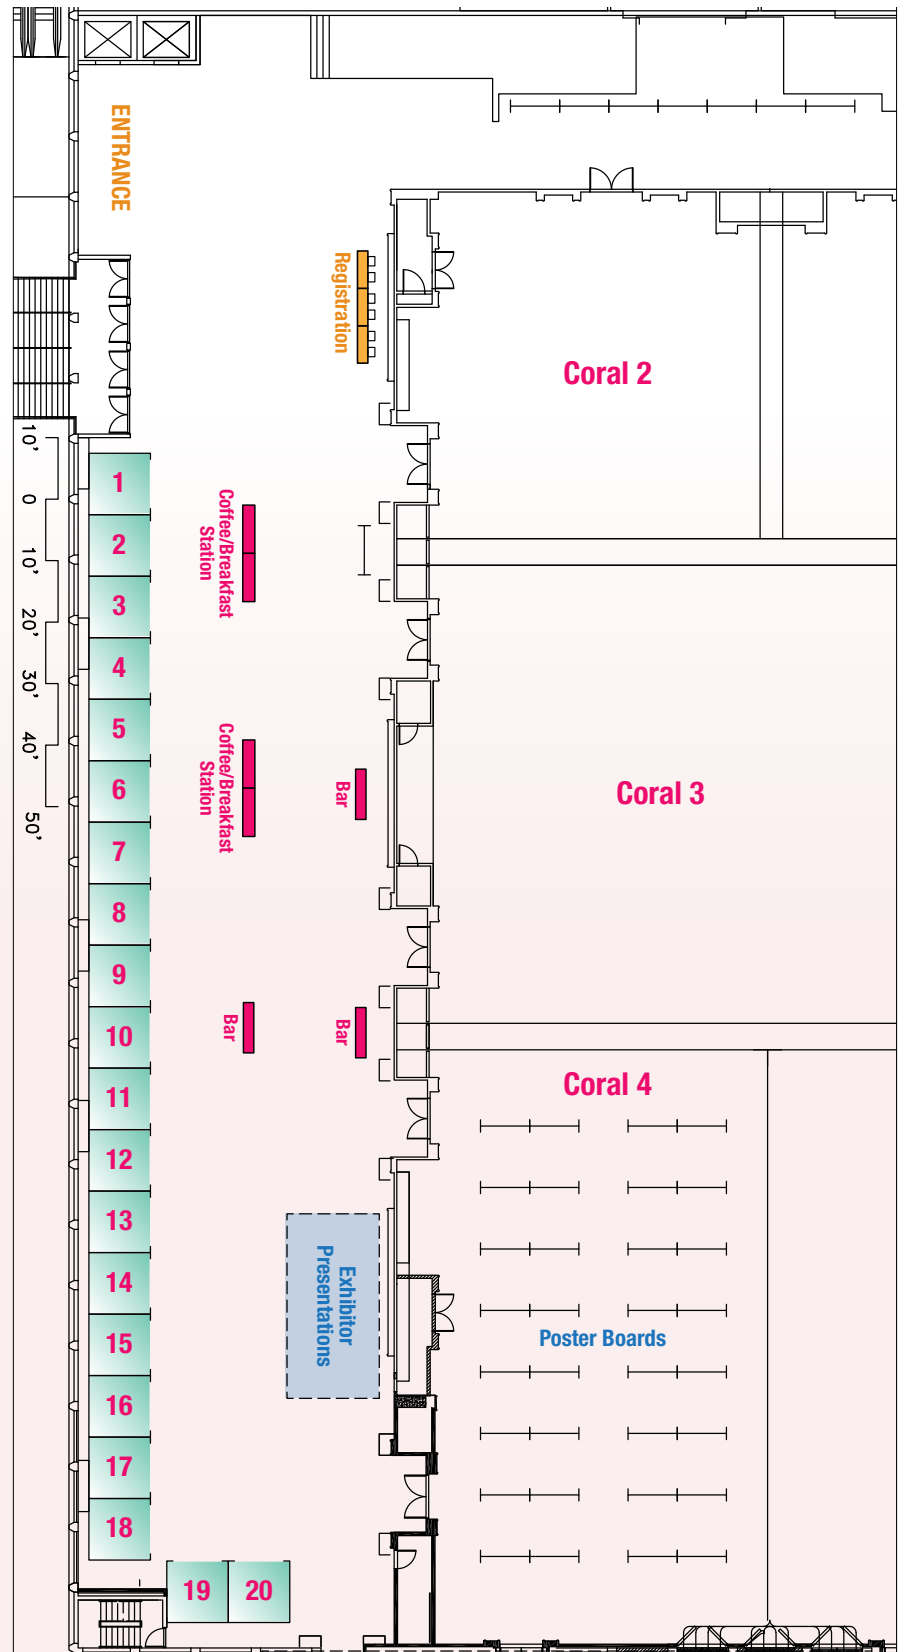 ENTRANCE
Registration
Coral 2
10'
0
10'
20'
30'
40'
50'
1
2
3
4
5
6
7
8
9
10
11
12
13
14
15
16
17
18
19
20
Coffee/Breakfast
Station
Coffee/Breakfast
Station
Bar
Coral 3
Bar
Bar
Coral 4
Exhibitor
Presentations
Poster Boards